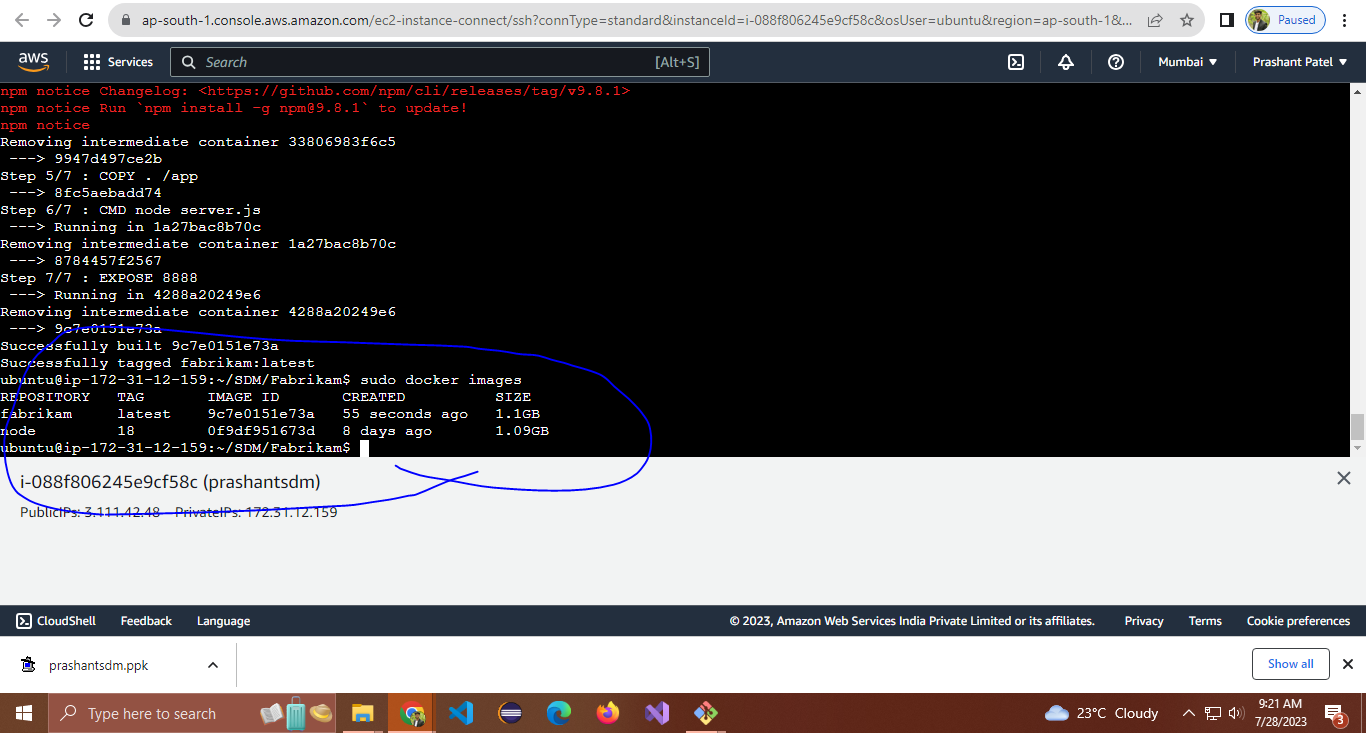 ap-south-1.console.aws.amazon.com/ec2-instance-connect/ssh?connType=standard&instanceId=i-088f806245e9cf58c&osUser=ubuntu&region=ap-south-1&... Paused
aws Services Search [Alt+S] Mumbai ▼ Prashant Patel ▼
npm notice Changelog: <https://github.com/npm/cli/releases/tag/v9.8.1>
npm notice Run `npm install -g npm@9.8.1` to update!
npm notice
Removing intermediate container 33806983f6c5
 ---> 9947d497ce2b
Step 5/7 : COPY . /app
 ---> 8fc5aebadd74
Step 6/7 : CMD node server.js
 ---> Running in 1a27bac8b70c
Removing intermediate container 1a27bac8b70c
 ---> 8784457f2567
Step 7/7 : EXPOSE 8888
 ---> Running in 4288a20249e6
Removing intermediate container 4288a20249e6
 ---> 9c7e0151e73a
Successfully built 9c7e0151e73a
Successfully tagged fabrikam:latest
ubuntu@ip-172-31-12-159:~/SDM/Fabrikam$ sudo docker images
REPOSITORY TAG IMAGE ID CREATED SIZE
fabrikam latest 9c7e0151e73a 55 seconds ago 1.1GB
node 18 0f9df951673d 8 days ago 1.09GB
ubuntu@ip-172-31-12-159:~/SDM/Fabrikam$
i-088f806245e9cf58c (prashantsdm)
PublicIPs: 3.111.42.48 PrivateIPs: 172.31.12.159
CloudShell Feedback Language © 2023, Amazon Web Services India Private Limited or its affiliates. Privacy Terms Cookie preferences
prashantsdm.ppk Show all
Type here to search 23°C Cloudy 9:21 AM
7/28/2023 3